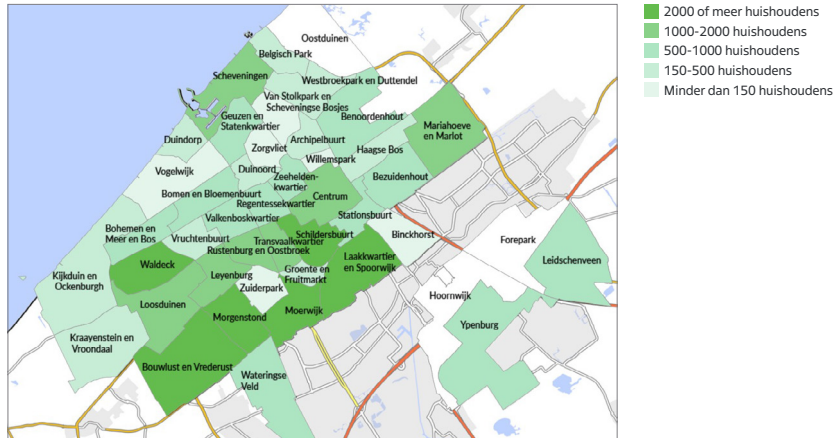 Oostduinen
Belgisch Park
Scheveningen
Westbroekpark en Duttendel
Van Stolkpark en
Scheveningse Bosjes
Geuzen en
Statenkwartier
Benoordenhout
Mariahoeve
en Marlot
Duindorp
Archipelbuurt
Zorgvliet
Haagse Bos
Willemspark
Vogelwijk
Duinoord
Zeehelden-
kwartier
Bezuidenhout
Bomen en Bloemenbuurt
Centrum
Regentessekwartier
Valkenboskwartier
Stationsbuurt
Bohemen en
Meer en Bos
Vruchtenbuurt
Schildersbuurt
Transvaalkwartier
Binckhorst
Rustenburg en Oostbroek
Forepark
Waldeck
Laakkwartier
en Spoorwijk
Leidschenveen
Kijkduin en
Ockenburgh
Leyenburg
Groente en
Fruitmarkt
Zuiderpark
Hoornwijk
Loosduinen
Morgenstond
Moerwijk
Ypenburg
Kraayenstein en
Vroondaal
Bouwlust en Vrederust
Wateringse
Veld
2000 of meer huishoudens
1000-2000 huishoudens
500-1000 huishoudens
150-500 huishoudens
Minder dan 150 huishoudens